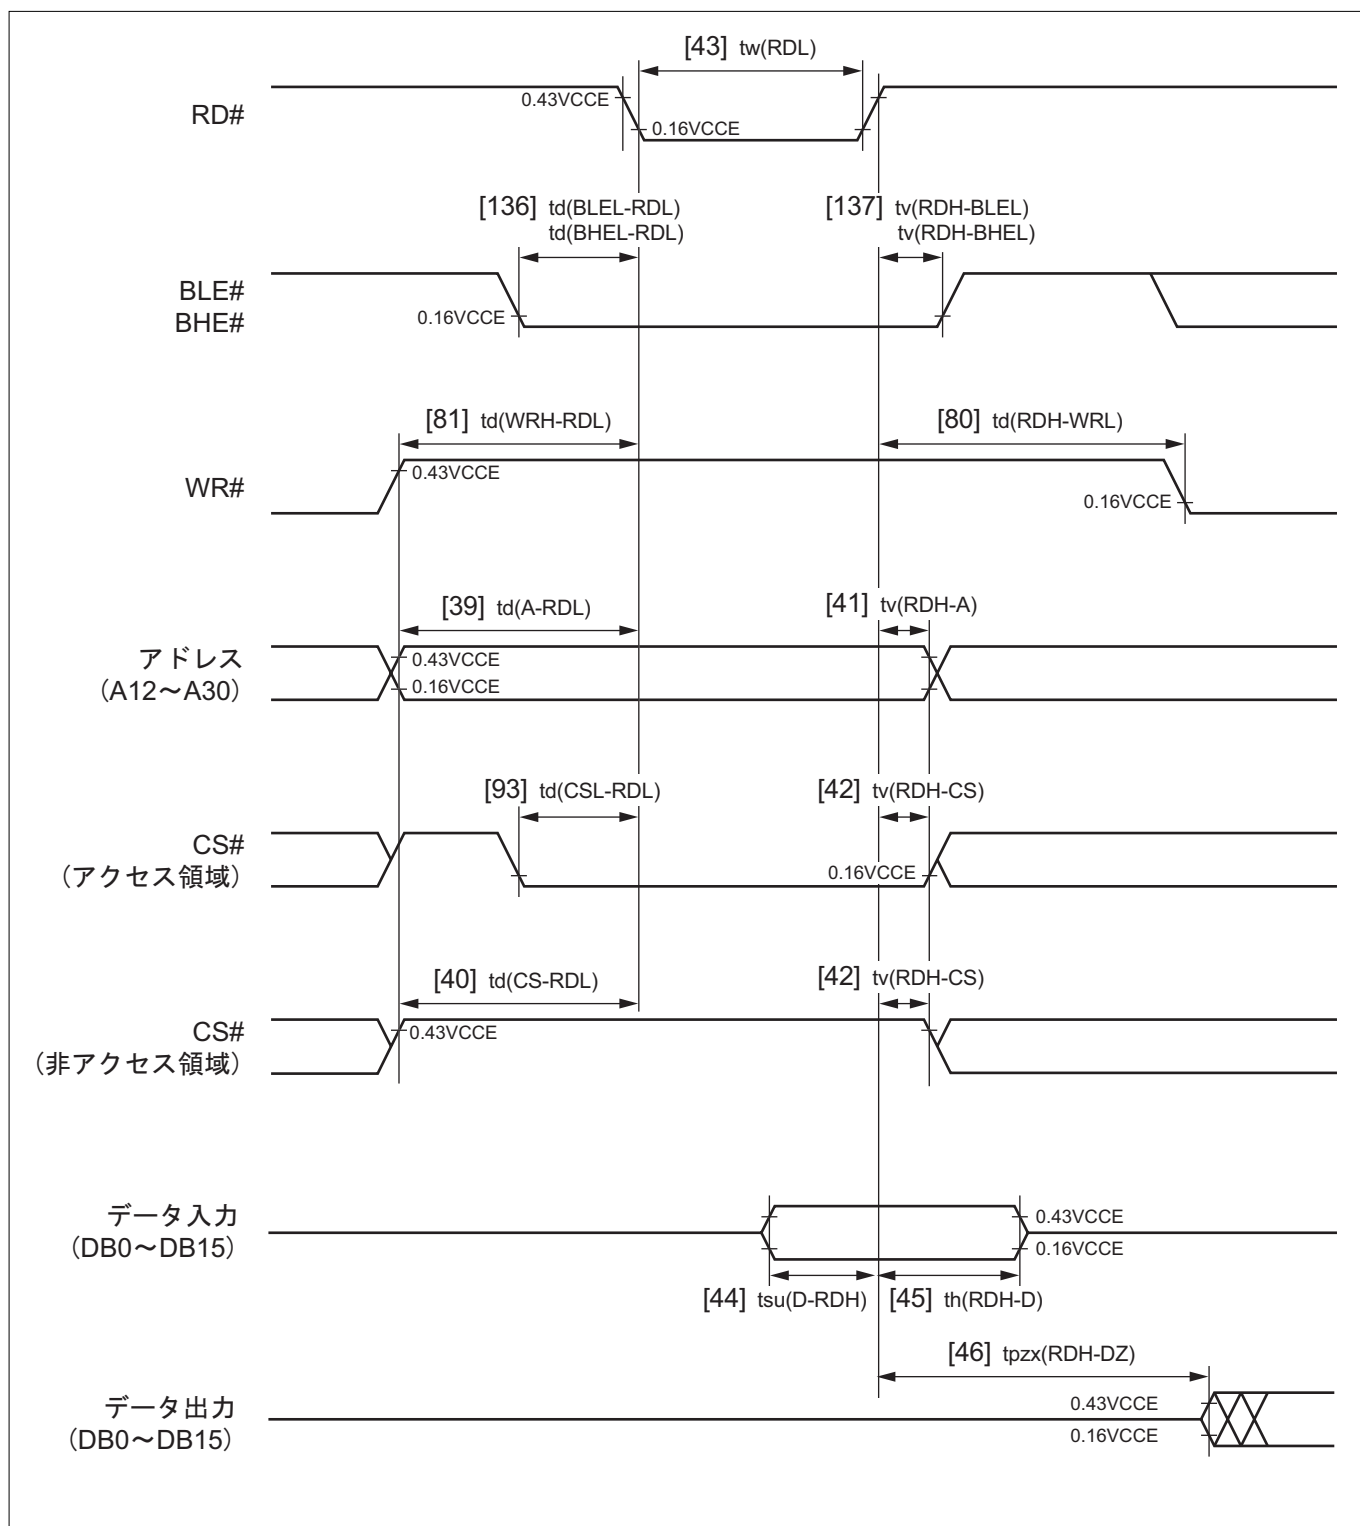 [43] tw(RDL)
RD#
0.43VCCE
0.16VCCE
[136] td(BLEL-RDL)
td(BHEL-RDL)
[137] tv(RDH-BLEL)
tv(RDH-BHEL)
BLE#
BHE#
0.16VCCE
[81] td(WRH-RDL)
[80] td(RDH-WRL)
WR#
0.43VCCE
0.16VCCE
[39] td(A-RDL)
[41] tv(RDH-A)
アドレス
（A12～A30）
0.43VCCE
0.16VCCE
[93] td(CSL-RDL)
[42] tv(RDH-CS)
CS#
（アクセス領域）
0.16VCCE
[40] td(CS-RDL)
[42] tv(RDH-CS)
CS#
（非アクセス領域）
0.43VCCE
データ入力
（DB0～DB15）
0.43VCCE
0.16VCCE
[44] tsu(D-RDH)
[45] th(RDH-D)
[46] tpzx(RDH-DZ)
データ出力
（DB0～DB15）
0.43VCCE
0.16VCCE